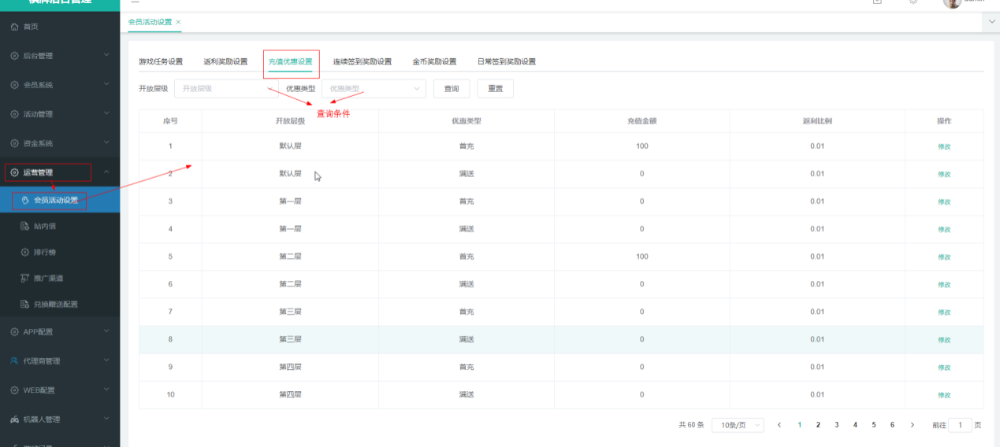 棋牌后台管理
admin
首页
后台管理
会员系统
活动管理
资金系统
运营管理
会员活动设置
站内信
排行榜
推广渠道
兑换赠送配置
APP配置
代理商管理
WEB配置
机器人管理
会员活动设置 ×
游戏任务设置 返利奖励设置 充值优惠设置 连续签到奖励设置 金币奖励设置 日常签到奖励设置
开放层级 开放层级 优惠类型 优惠类型 查询 重置
查询条件
序号 开放层级 优惠类型 充值金额 返利比例 操作
1 默认层 首充 100 0.01 修改
2 默认层 满送 0 0.01 修改
3 第一层 首充 0 0.01 修改
4 第一层 满送 0 0.01 修改
5 第二层 首充 100 0.01 修改
6 第二层 满送 0 0.01 修改
7 第三层 首充 0 0.01 修改
8 第三层 满送 0 0.01 修改
9 第四层 首充 0 0.01 修改
10 第四层 满送 0 0.01 修改
共 60 条 10条/页 1 2 3 4 5 6 前往 1 页